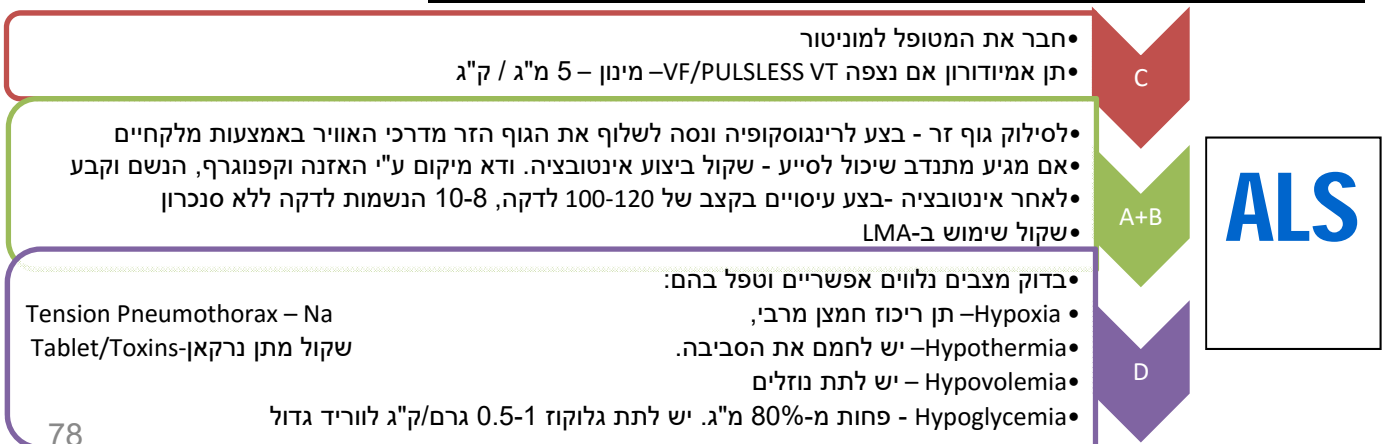 •חבר את המטופל למוניטור
•תן אמיודורון אם נצפה VF/PULSLESS VT– מינון – 5 מ"ג / ק"ג
C
•לסילוק גוף זר - בצע לרינגוסקופיה ונסה לשלוף את הגוף הזר מדרכי האוויר באמצעות מלקחיים
•אם מגיע מתנדב שיכול לסייע - שקול ביצוע אינטובציה. ודא מיקום ע"י האזנה וקפנוגרף, הנשם וקבע
•לאחר אינטובציה -בצע עיסויים בקצב של 100-120 לדקה, 10-8 הנשמות לדקה ללא סנכרון
•שקול שימוש ב-LMA
A+B
ALS
•בדוק מצבים נלווים אפשריים וטפל בהם:
• Hypoxia– תן ריכוז חמצן מרבי,
Tension Pneumothorax – Na
•Hypothermia– יש לחמם את הסביבה.
שקול מתן נרקאן-Tablet/Toxins
•Hypovolemia – יש לתת נוזלים
•Hypoglycemia - פחות מ-80% מ"ג. יש לתת גלוקוז 0.5-1 גרם/ק"ג לווריד גדול
D
78